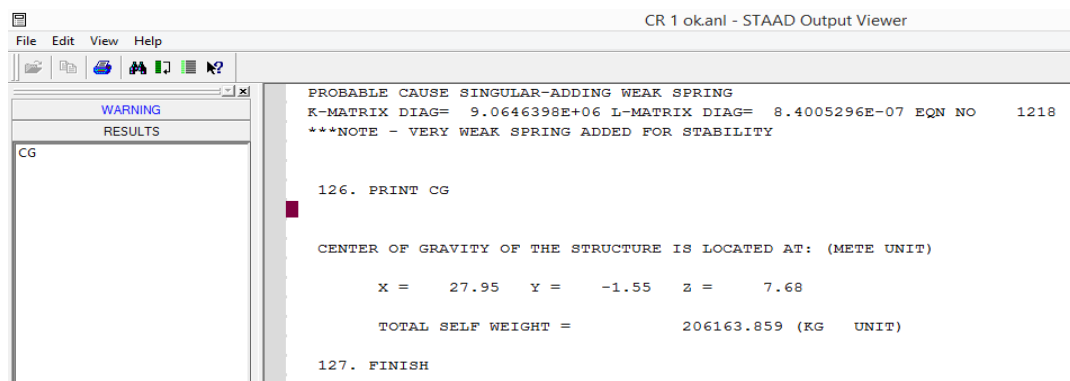 CR 1 ok.anl - STAAD Output Viewer
File Edit View Help
WARNING
RESULTS
CG
PROBABLE CAUSE SINGULAR-ADDING WEAK SPRING
K-MATRIX DIAG= 9.0646398E+06 L-MATRIX DIAG= 8.4005296E-07 EQN NO 1218
***NOTE - VERY WEAK SPRING ADDED FOR STABILITY
126. PRINT CG
CENTER OF GRAVITY OF THE STRUCTURE IS LOCATED AT: (METE UNIT)
X = 27.95 Y = -1.55 Z = 7.68
TOTAL SELF WEIGHT = 206163.859 (KG UNIT)
127. FINISH